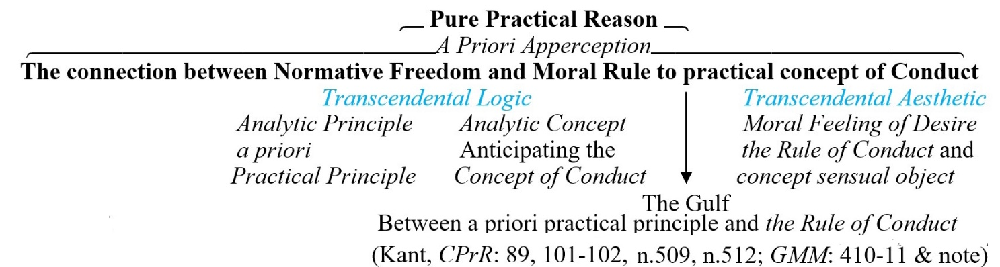 Pure Practical Reason
A Priori Apperception
The connection between Normative Freedom and Moral Rule to practical concept of Conduct
Transcendental Logic Transcendental Aesthetic
Analytic Principle Analytic Concept Moral Feeling of Desire
a priori Anticipating the the Rule of Conduct and
Practical Principle Concept of Conduct concept sensual object
The Gulf
Between a priori practical principle and the Rule of Conduct
(Kant, CPrR: 89, 101-102, n.509, n.512; GMM: 410-11 & note)